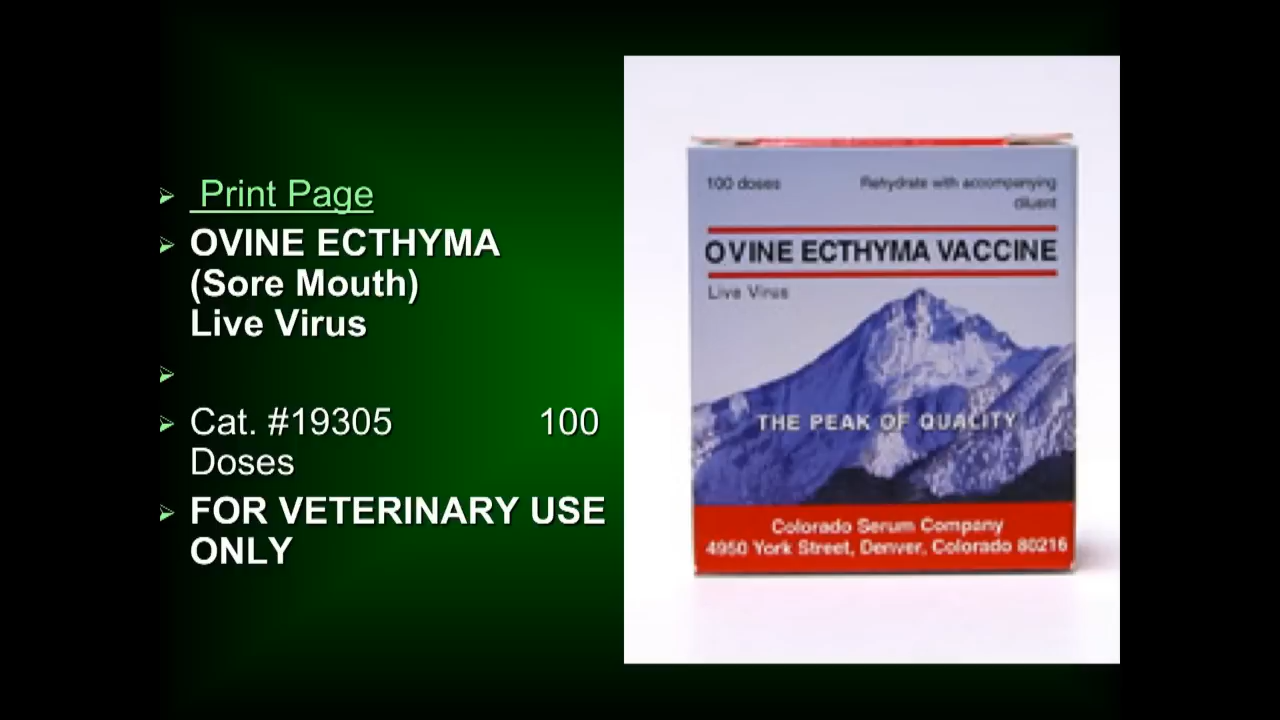 Print Page
OVINE ECTHYMA
(Sore Mouth)
Live Virus
Cat. #19305 100
Doses
FOR VETERINARY USE
ONLY
100 doses
Rehydrate with accompanying
diluent
OVINE ECTHYMA VACCINE
Live Virus
THE PEAK OF QUALITY
Colorado Serum Company
4950 York Street, Denver, Colorado 80216